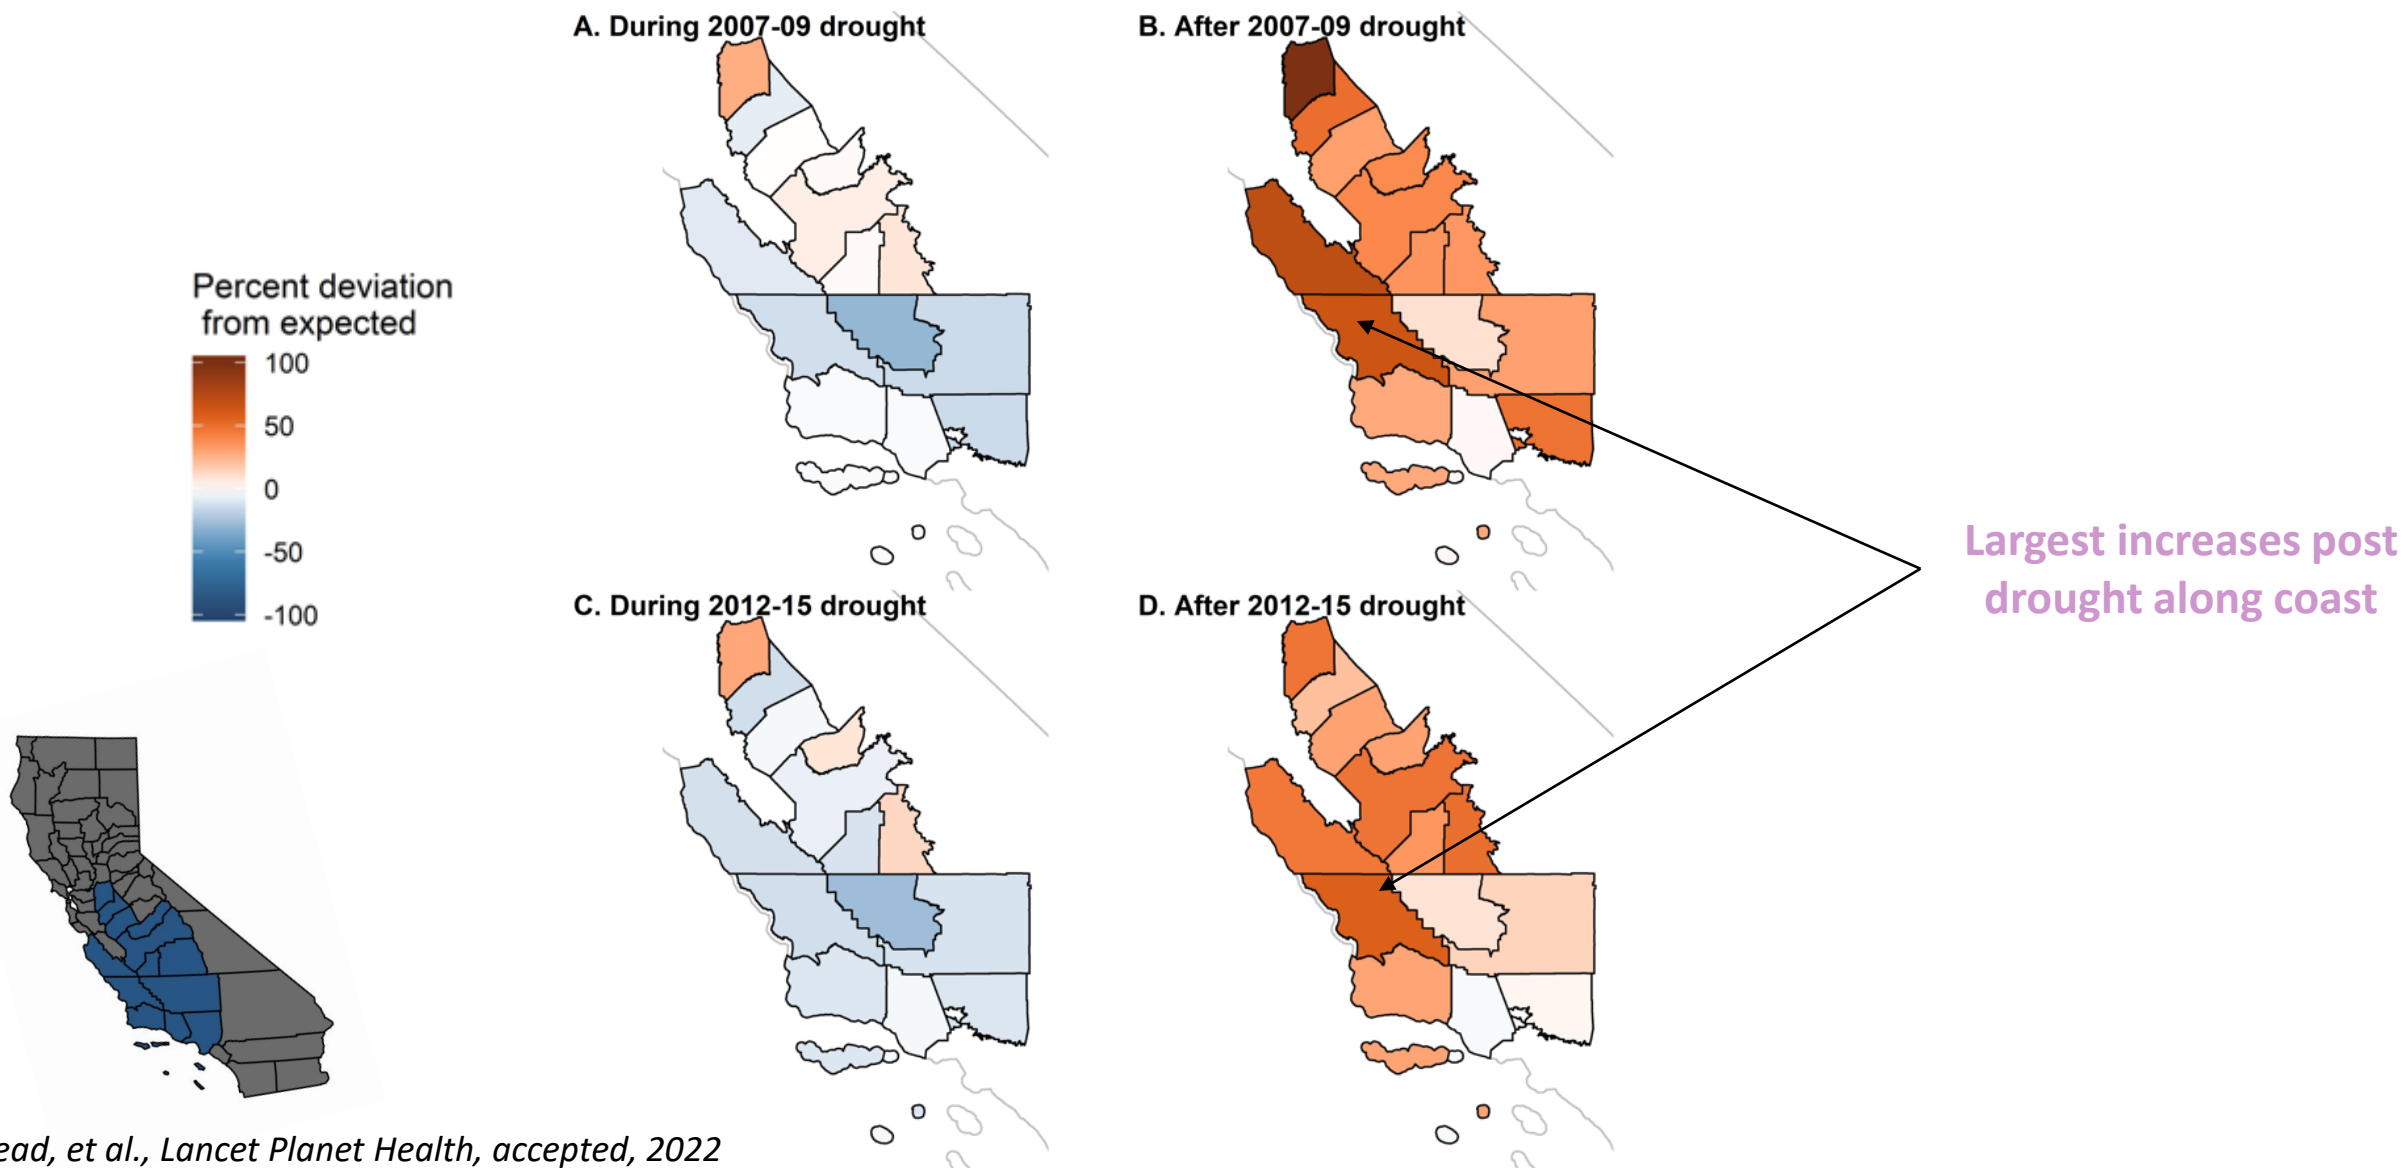 A. During 2007-09 drought
B. After 2007-09 drought
Percent deviation
from expected
100
50
0
-50
-100
Largest increases post
drought along coast
C. During 2012-15 drought
D. After 2012-15 drought
ead, et al., Lancet Planet Health, accepted, 2022